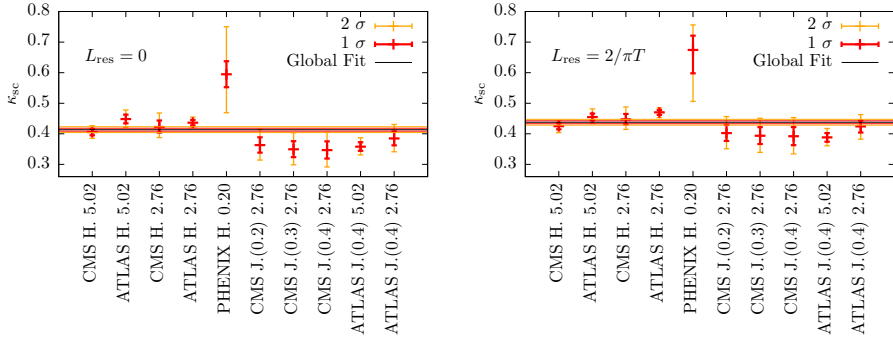 0.8
0.7
0.6
0.5
0.4
0.3
κsc
Lres = 0
2 σ
1 σ
Global Fit
CMS H. 5.02
ATLAS H. 5.02
CMS H. 2.76
ATLAS H. 2.76
PHENIX H. 0.20
CMS J.(0.2) 2.76
CMS J.(0.3) 2.76
CMS J.(0.4) 2.76
ATLAS J.(0.4) 5.02
ATLAS J.(0.4) 2.76
0.8
0.7
0.6
0.5
0.4
0.3
κsc
Lres = 2/πT
2 σ
1 σ
Global Fit
CMS H. 5.02
ATLAS H. 5.02
CMS H. 2.76
ATLAS H. 2.76
PHENIX H. 0.20
CMS J.(0.2) 2.76
CMS J.(0.3) 2.76
CMS J.(0.4) 2.76
ATLAS J.(0.4) 5.02
ATLAS J.(0.4) 2.76